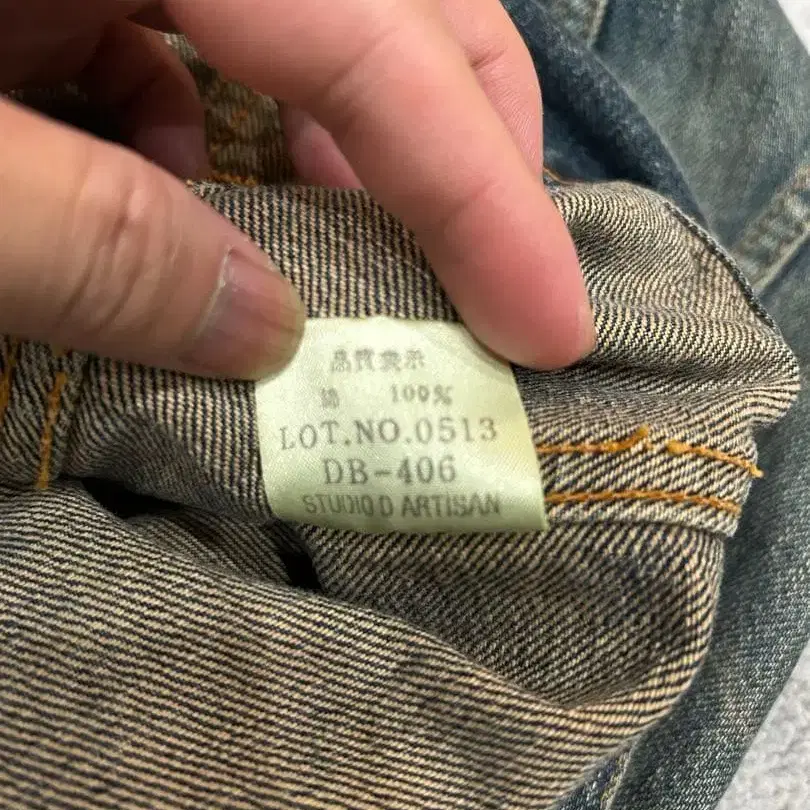 品質表示
綿 100%
LOT.NO.0513
DB-406
STUDIO D ARTISAN